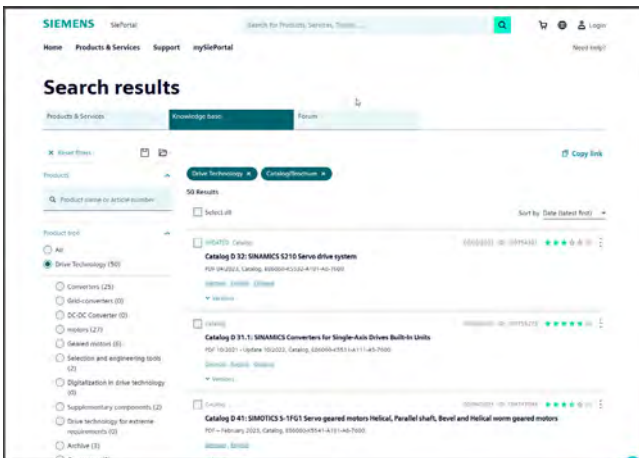 SIEMENS SiePortal
Search for Products, Services, Topics, ...
Login
Home Products & Services Support mySiePortal
Need help?
Search results
Products & Services Knowledge base Forum
Reset filters
Copy link
Products
Drive Technology × Catalog/Brochure ×
Product name or article number
50 Results
Select all
Sort by Date (latest first)
Product tree
All
Drive Technology (50)
Converters (25)
Grid-converters (0)
DC-DC Converter (0)
motors (27)
Geared motors (6)
Selection and engineering tools (2)
Digitalization in drive technology (0)
Supplementary components (2)
Drive technology for extreme requirements (0)
Archive (3)
UPDATED Catalog
Catalog D 32: SINAMICS S210 Servo drive system
German English Chinese
Versions
Catalog
Catalog D 31.1: SINAMICS Converters for Single-Axis Drives Built-In Units
Versions
Catalog
Catalog D 41: SIMOTICS S-1FG1 Servo geared motors Helical, Parallel shaft, Bevel and Helical worm geared motors
German English